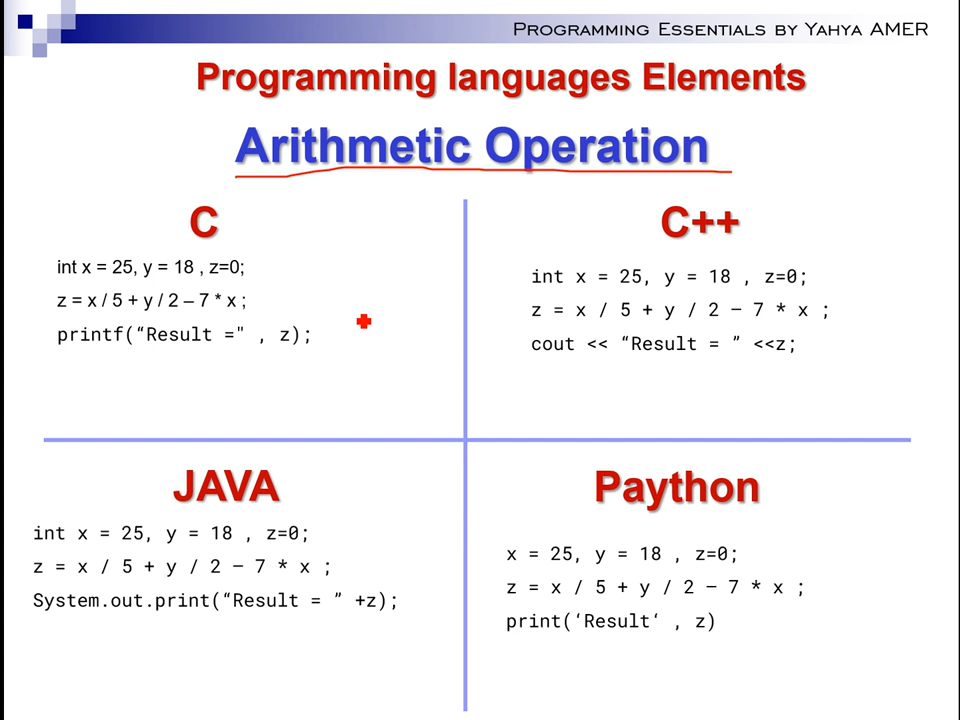 Programming Essentials by Yahya AMER
Programming languages Elements
Arithmetic Operation
C
int x = 25, y = 18 , z=0;
z = x / 5 + y / 2 – 7 * x ;
printf(“Result =" , z);
C++
int x = 25, y = 18 , z=0;
z = x / 5 + y / 2 – 7 * x ;
cout << “Result = ” <<z;
JAVA
int x = 25, y = 18 , z=0;
z = x / 5 + y / 2 – 7 * x ;
System.out.print(“Result = ” +z);
Paython
x = 25, y = 18 , z=0;
z = x / 5 + y / 2 – 7 * x ;
print(‘Result‘ , z)